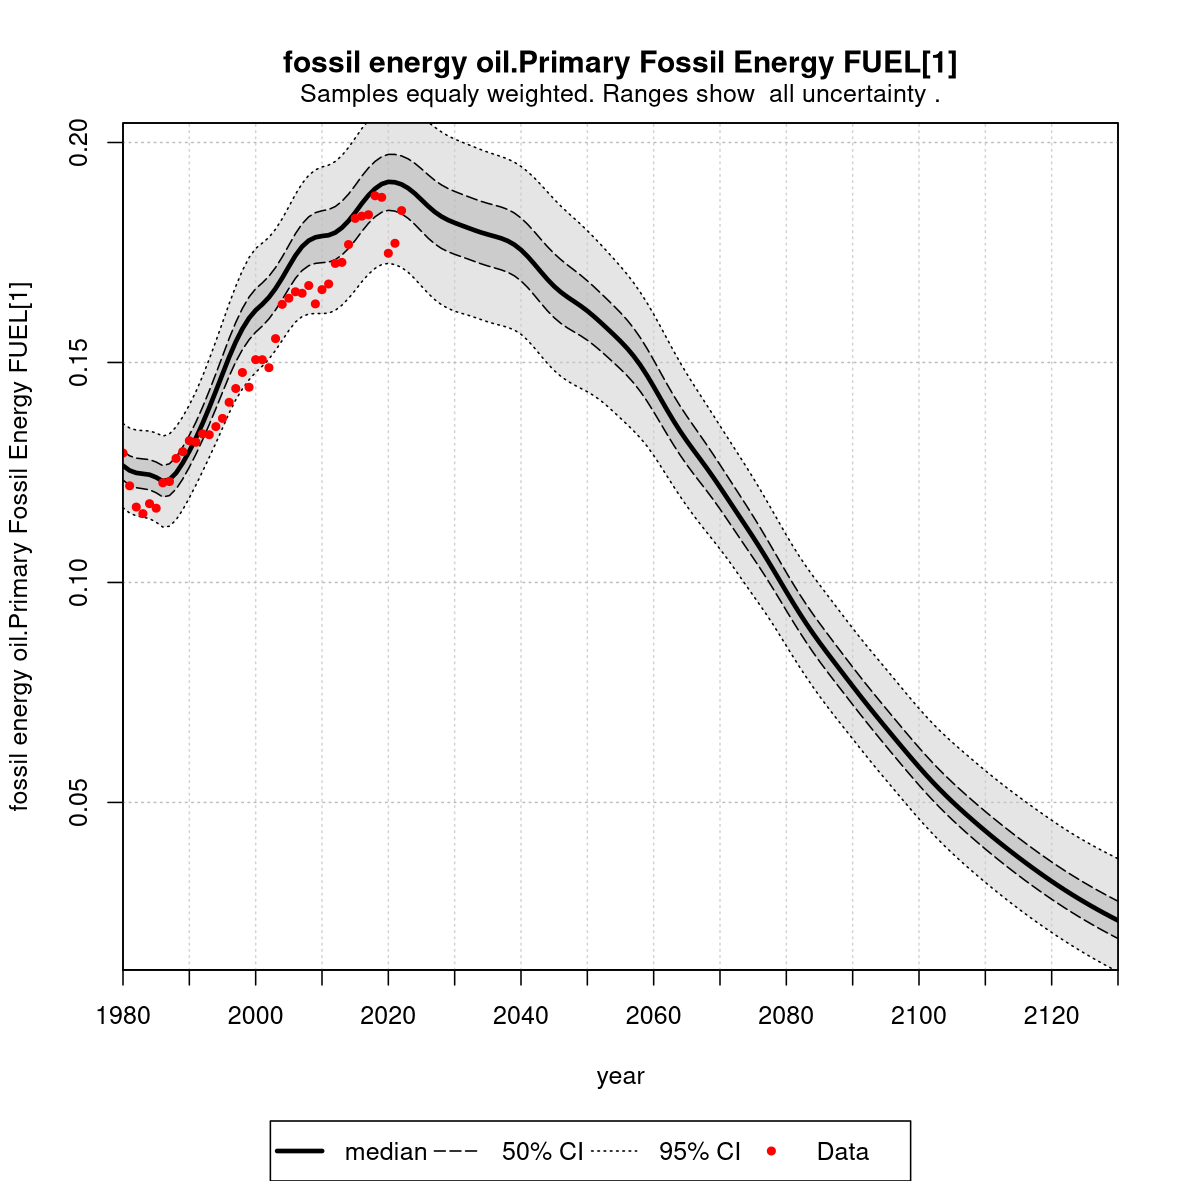 fossil energy oil.Primary Fossil Energy FUEL[1]
Samples equaly weighted. Ranges show  all uncertainty .
fossil energy oil.Primary Fossil Energy FUEL[1]
0.20
0.15
0.10
0.05
1980 2000 2020 2040 2060 2080 2100 2120
year
median 50% CI 95% CI Data